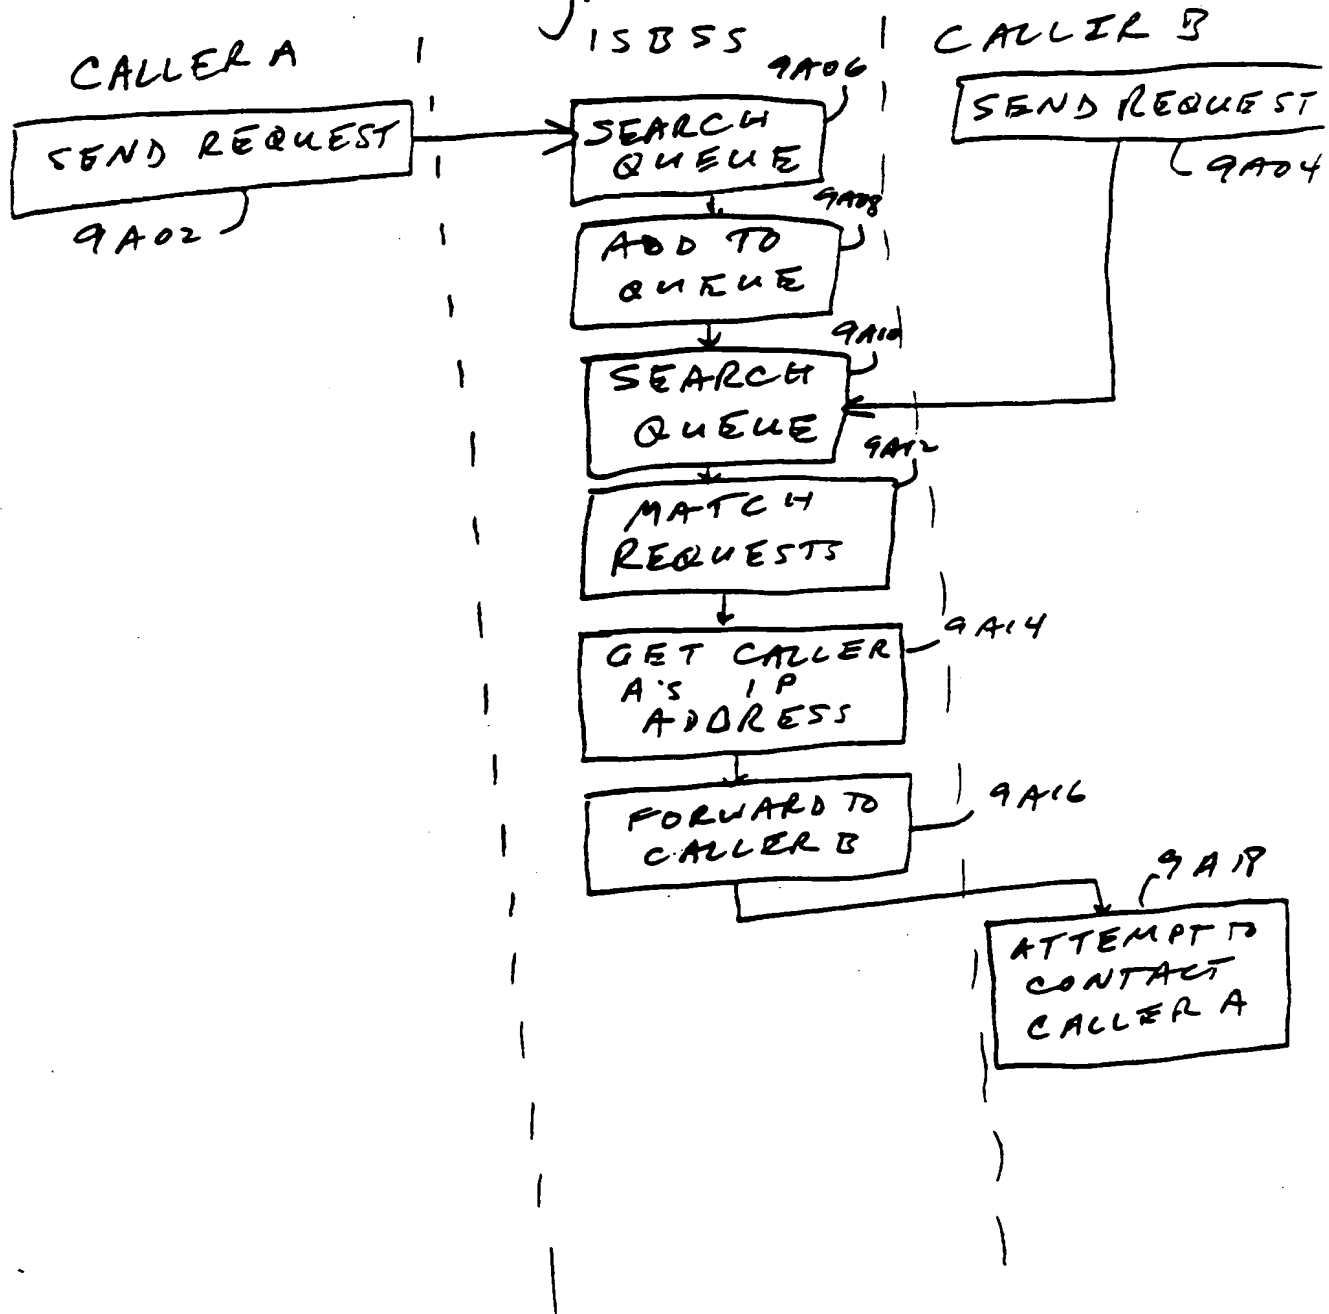 CALLER A
ISBSS
CALLER B
9A06
SEND REQUEST
SEND REQUEST
SEARCH
QUEUE
9A04
9A02
9A08
ADD TO
QUEUE
9A10
SEARCH
QUEUE
9A12
MATCH
REQUESTS
9A14
GET CALLER
A's IP
ADDRESS
9A16
FORWARD TO
CALLER B
9A18
ATTEMPT TO
CONTACT
CALLER A